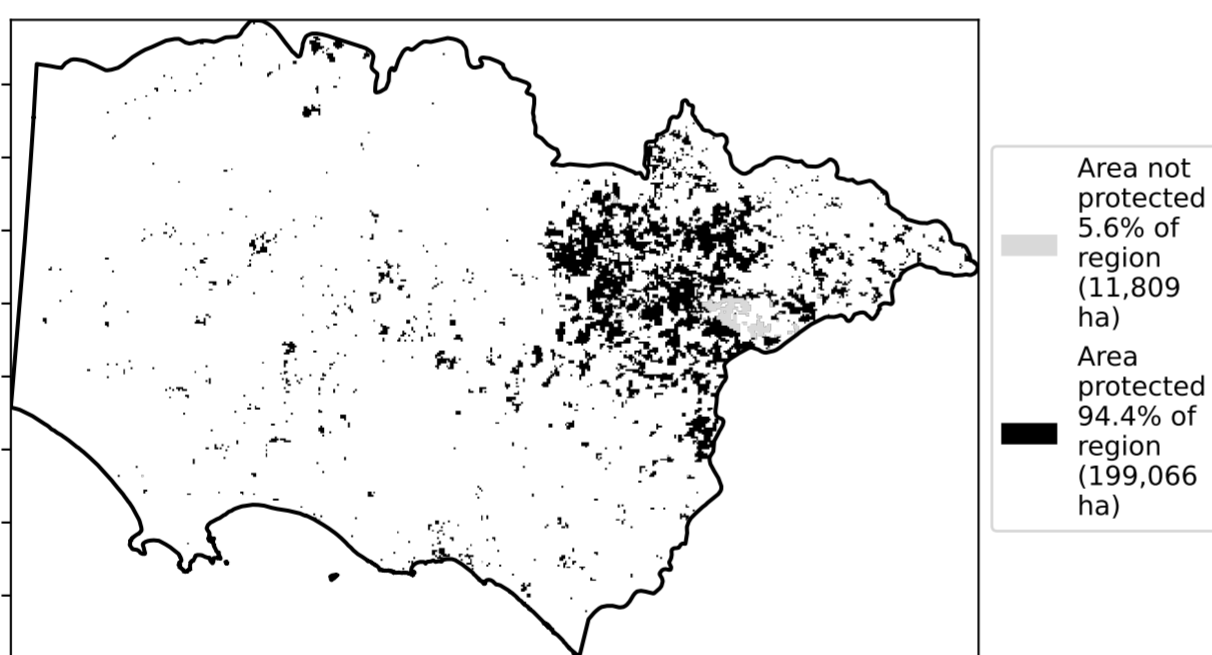 Area not
protected
5.6% of
region
(11,809
ha)
Area
protected
94.4% of
region
(199,066
ha)